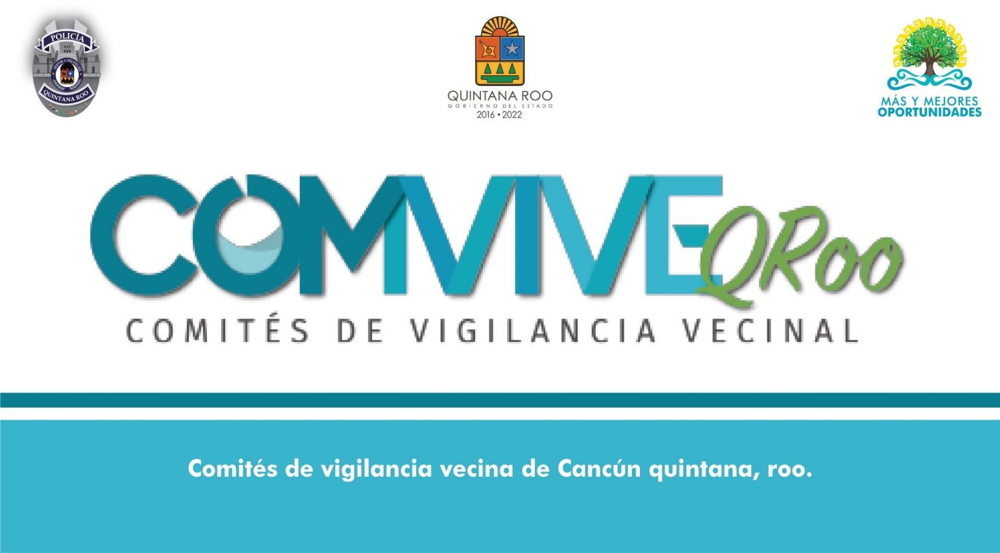 POLICÍA
SERVIR Y PROTEGER
QUINTANA ROO
QUINTANA ROO
GOBIERNO DEL ESTADO
2016 • 2022
MÁS Y MEJORES
OPORTUNIDADES
COMVIVE QRoo
COMITÉS DE VIGILANCIA VECINAL
Comités de vigilancia vecina de Cancún quintana, roo.